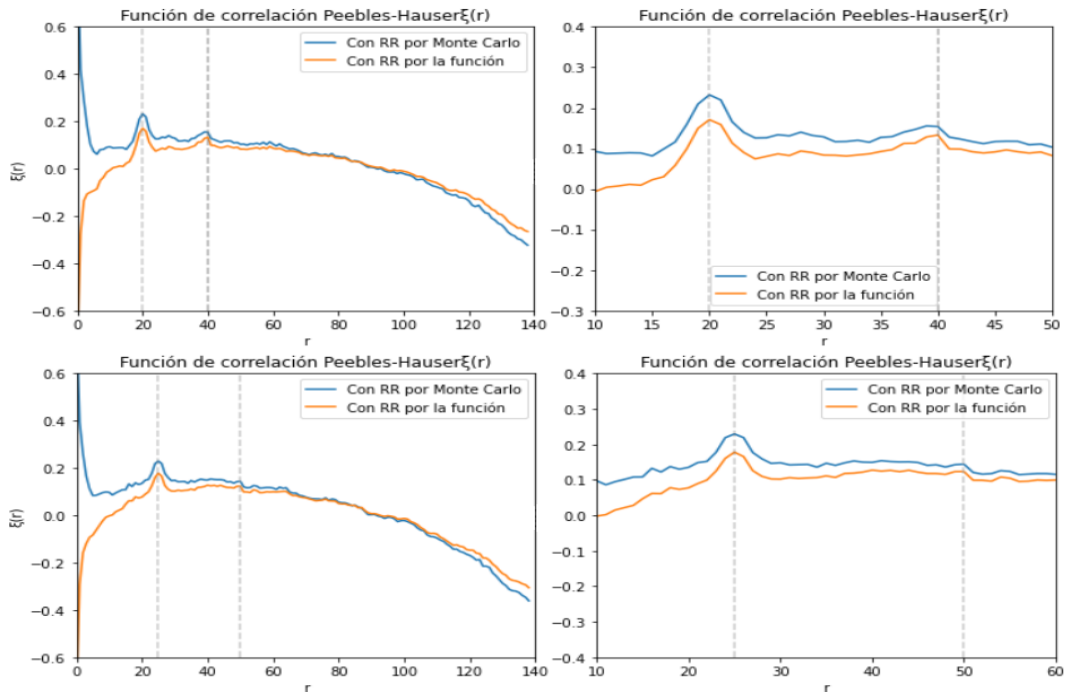 Función de correlación Peebles-Hauserξ(r)
Con RR por Monte Carlo
Con RR por la función
ξ(r)
0.6
0.4
0.2
0.0
−0.2
−0.4
−0.6
0 20 40 60 80 100 120 140
r
Función de correlación Peebles-Hauserξ(r)
0.4
0.3
0.2
0.1
0.0
−0.1
−0.2
−0.3
Con RR por Monte Carlo
Con RR por la función
10 15 20 25 30 35 40 45 50
r
Función de correlación Peebles-Hauserξ(r)
Con RR por Monte Carlo
Con RR por la función
ξ(r)
0.6
0.4
0.2
0.0
−0.2
−0.4
−0.6
0 20 40 60 80 100 120 140
r
Función de correlación Peebles-Hauserξ(r)
Con RR por Monte Carlo
Con RR por la función
0.4
0.3
0.2
0.1
0.0
−0.1
−0.2
−0.3
−0.4
10 20 30 40 50 60
r